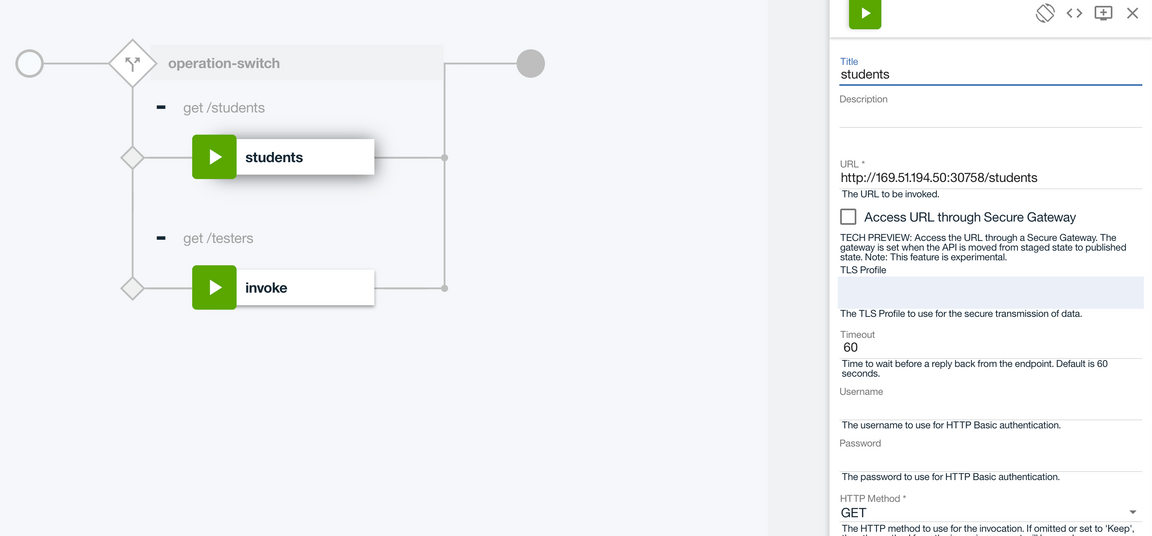 operation-switch
get /students
students
get /testers
invoke
Title
students
Description
URL *
http://169.51.194.50:30758/students
The URL to be invoked.
Access URL through Secure Gateway
TECH PREVIEW: Access the URL through a Secure Gateway. The
gateway is set when the API is moved from staged state to published
state. Note: This feature is experimental.
TLS Profile
The TLS Profile to use for the secure transmission of data.
Timeout
60
Time to wait before a reply back from the endpoint. Default is 60
seconds.
Username
The username to use for HTTP Basic authentication.
Password
The password to use for HTTP Basic authentication.
HTTP Method *
GET
The HTTP method to use for the invocation. If omitted or set to 'Keep',